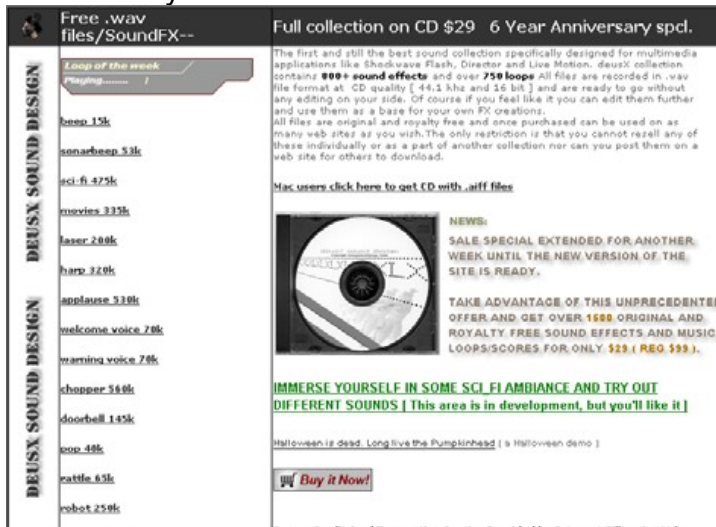 Free .wav
files/SoundFX--
Full collection on CD $29 6 Year Anniversary spcl.
DEUSX SOUND DESIGN
DEUSX SOUND DESIGN
Loop of the week
Playing........ /
beep 15k
sonarbeep 53k
sci-fi 475k
movies 335k
laser 200k
harp 320k
applause 530k
welcome voice 70k
warning voice 70k
chopper 560k
doorbell 145k
pop 40k
rattle 65k
robot 250k
The first and still the best sound collection specifically designed for multimedia
applications like Shockwave Flash, Director and Live Motion. deusX collection
contains 800+ sound effects and over 750 loops All files are recorded in .wav
file format at CD quality [ 44.1 khs and 16 bit ] and are ready to go without
any editing on your side. Of course if you feel like it you can edit them further
and use them as a base for your own FX creations.
All files are original and royalty free and once purchased can be used on as
many web sites as you wish.The only restriction is that you cannot resell any of
these individually or as a part of another collection nor can you post them on a
web site for others to download.
Mac users click here to get CD with .aiff files
NEWS:
SALE SPECIAL EXTENDED FOR ANOTHER
WEEK UNTIL THE NEW VERSION OF THE
SITE IS READY.
TAKE ADVANTAGE OF THIS UNPRECEDENTE
OFFER AND GET OVER 1600 ORIGINAL AND
ROYALTY FREE SOUND EFFECTS AND MUSIC
LOOPS/SCORES FOR ONLY $29 ( REG $99 ).
IMMERSE YOURSELF IN SOME SCI_FI AMBIANCE AND TRY OUT
DIFFERENT SOUNDS [ This area is in development, but you'll like it ]
Halloween is dead. Long live the Pumpkinhead ( a Halloween demo )
Buy it Now!